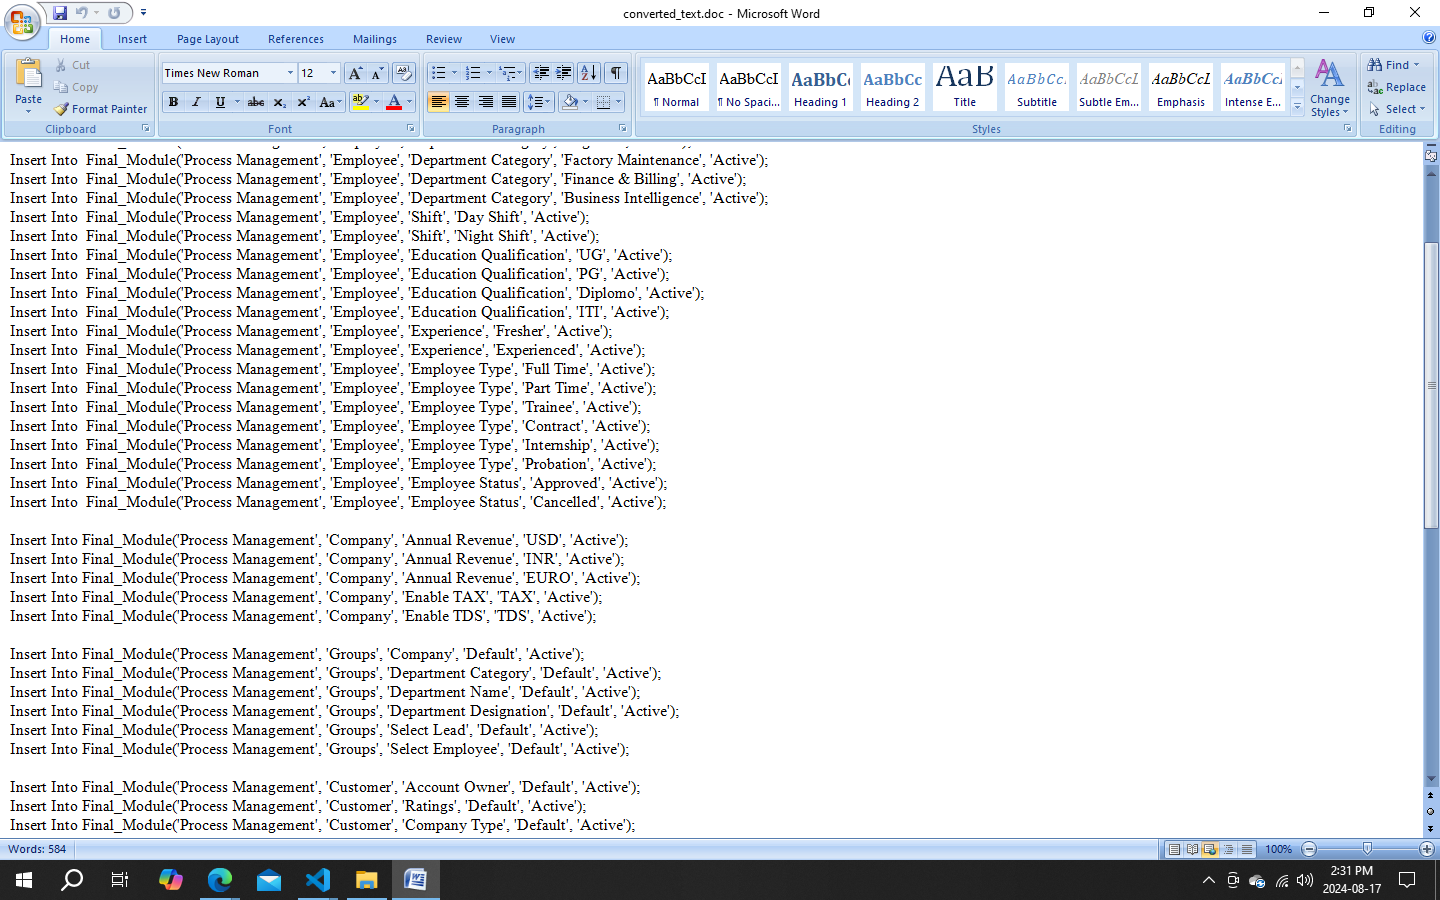 converted_text.doc - Microsoft Word
Home Insert Page Layout References Mailings Review View
Paste Cut Copy Format Painter
Times New Roman 12
AaBbCcI AaBbCcI AaBbC AaBbCc AaB AaBbCc. AaBbCcL AaBbCcL AaBbCcI
¶ Normal ¶ No Spaci... Heading 1 Heading 2 Title Subtitle Subtle Em... Emphasis Intense E...
Change Styles
Find Replace Select
Clipboard Font Paragraph Styles Editing
Insert Into  Final_Module('Process Management', 'Employee', 'Department Category', 'Factory Maintenance', 'Active');
Insert Into  Final_Module('Process Management', 'Employee', 'Department Category', 'Finance & Billing', 'Active');
Insert Into  Final_Module('Process Management', 'Employee', 'Department Category', 'Business Intelligence', 'Active');
Insert Into  Final_Module('Process Management', 'Employee', 'Shift', 'Day Shift', 'Active');
Insert Into  Final_Module('Process Management', 'Employee', 'Shift', 'Night Shift', 'Active');
Insert Into  Final_Module('Process Management', 'Employee', 'Education Qualification', 'UG', 'Active');
Insert Into  Final_Module('Process Management', 'Employee', 'Education Qualification', 'PG', 'Active');
Insert Into  Final_Module('Process Management', 'Employee', 'Education Qualification', 'Diplomo', 'Active');
Insert Into  Final_Module('Process Management', 'Employee', 'Education Qualification', 'ITI', 'Active');
Insert Into  Final_Module('Process Management', 'Employee', 'Experience', 'Fresher', 'Active');
Insert Into  Final_Module('Process Management', 'Employee', 'Experience', 'Experienced', 'Active');
Insert Into  Final_Module('Process Management', 'Employee', 'Employee Type', 'Full Time', 'Active');
Insert Into  Final_Module('Process Management', 'Employee', 'Employee Type', 'Part Time', 'Active');
Insert Into  Final_Module('Process Management', 'Employee', 'Employee Type', 'Trainee', 'Active');
Insert Into  Final_Module('Process Management', 'Employee', 'Employee Type', 'Contract', 'Active');
Insert Into  Final_Module('Process Management', 'Employee', 'Employee Type', 'Internship', 'Active');
Insert Into  Final_Module('Process Management', 'Employee', 'Employee Type', 'Probation', 'Active');
Insert Into  Final_Module('Process Management', 'Employee', 'Employee Status', 'Approved', 'Active');
Insert Into  Final_Module('Process Management', 'Employee', 'Employee Status', 'Cancelled', 'Active');
Insert Into Final_Module('Process Management', 'Company', 'Annual Revenue', 'USD', 'Active');
Insert Into Final_Module('Process Management', 'Company', 'Annual Revenue', 'INR', 'Active');
Insert Into Final_Module('Process Management', 'Company', 'Annual Revenue', 'EURO', 'Active');
Insert Into Final_Module('Process Management', 'Company', 'Enable TAX', 'TAX', 'Active');
Insert Into Final_Module('Process Management', 'Company', 'Enable TDS', 'TDS', 'Active');
Insert Into Final_Module('Process Management', 'Groups', 'Company', 'Default', 'Active');
Insert Into Final_Module('Process Management', 'Groups', 'Department Category', 'Default', 'Active');
Insert Into Final_Module('Process Management', 'Groups', 'Department Name', 'Default', 'Active');
Insert Into Final_Module('Process Management', 'Groups', 'Department Designation', 'Default', 'Active');
Insert Into Final_Module('Process Management', 'Groups', 'Select Lead', 'Default', 'Active');
Insert Into Final_Module('Process Management', 'Groups', 'Select Employee', 'Default', 'Active');
Insert Into Final_Module('Process Management', 'Customer', 'Account Owner', 'Default', 'Active');
Insert Into Final_Module('Process Management', 'Customer', 'Ratings', 'Default', 'Active');
Insert Into Final_Module('Process Management', 'Customer', 'Company Type', 'Default', 'Active');
Words: 584 100%
2:31 PM
2024-08-17